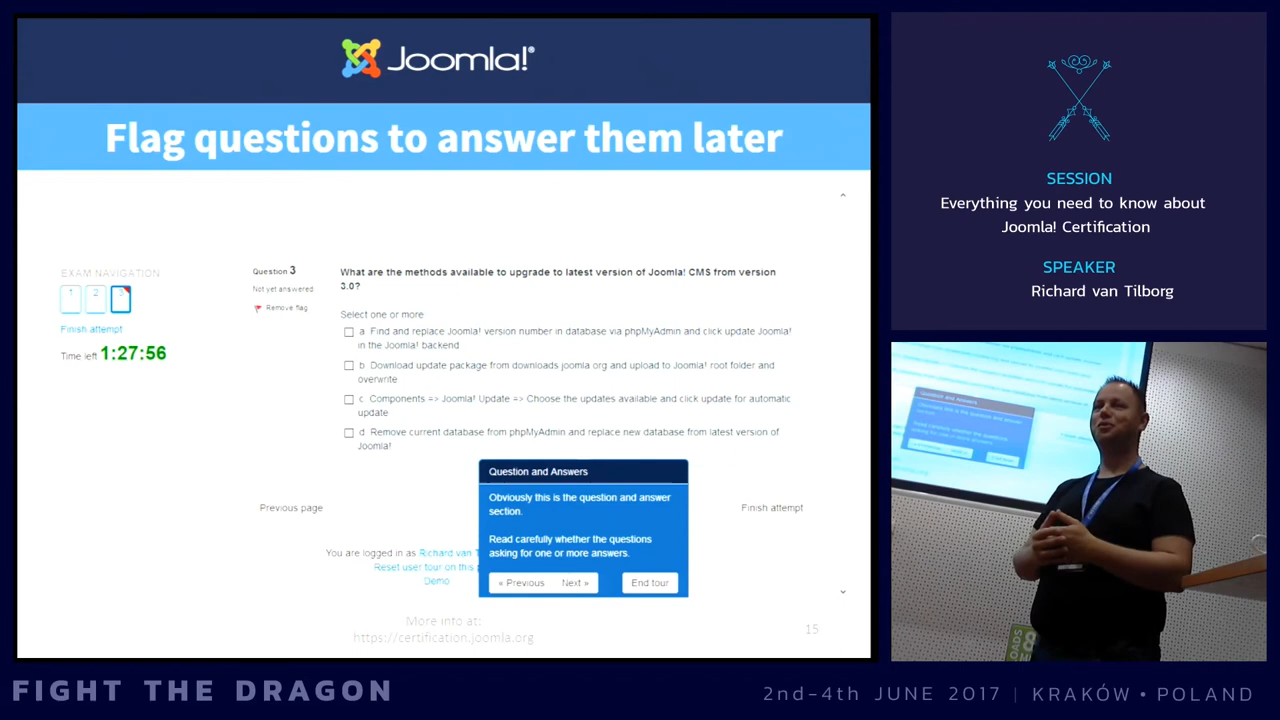 Joomla!®
Flag questions to answer them later
EXAM NAVIGATION
1 2 3
Finish attempt
Time left 1:27:56
Question 3
Not yet answered
Remove flag
What are the methods available to upgrade to latest version of Joomla! CMS from version
3.0?
Select one or more
a Find and replace Joomla! version number in database via phpMyAdmin and click update Joomla!
in the Joomla! backend
b Download update package from downloads joomla org and upload to Joomla! root folder and
overwrite
c Components => Joomla! Update => Choose the updates available and click update for automatic
update
d Remove current database from phpMyAdmin and replace new database from latest version of
Joomla!
Question and Answers
Obviously this is the question and answer
section.
Read carefully whether the questions
asking for one or more answers.
« Previous Next » End tour
Previous page
Finish attempt
You are logged in as Richard van T
Reset user tour on this p
Demo
More info at:
https://certification.joomla.org
15
SESSION
Everything you need to know about
Joomla! Certification
SPEAKER
Richard van Tilborg
Question and Answers
FIGHT THE DRAGON
2nd-4th JUNE 2017 | KRAKÓW • POLAND